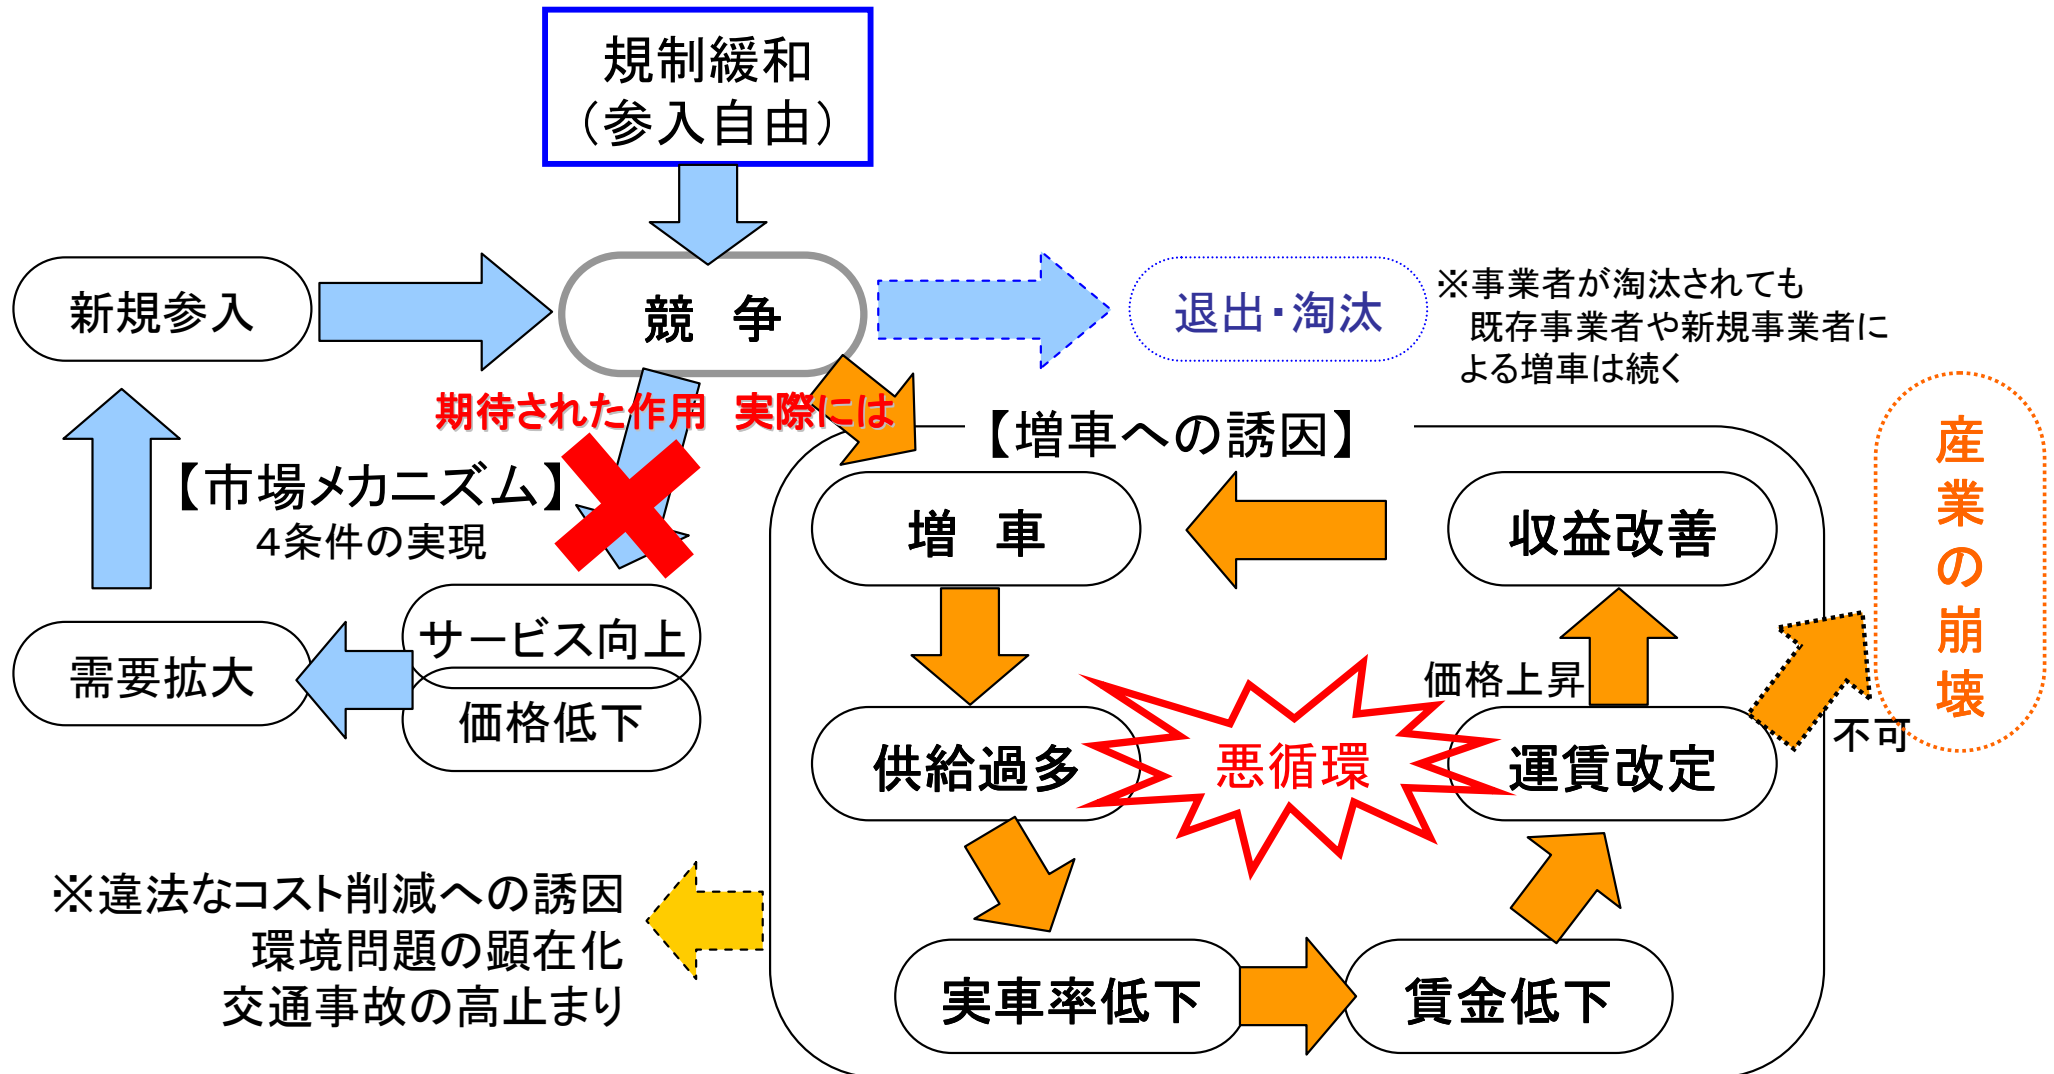 規制緩和
（参入自由）
新規参入
競　争
退出・淘汰
※事業者が淘汰されても
既存事業者や新規事業者に
よる増車は続く
期待された作用　実際には
【市場メカニズム】
４条件の実現
サービス向上
価格低下
需要拡大
【増車への誘因】
増　車
収益改善
価格上昇
供給過多
悪循環
運賃改定
不可
産業の崩壊
実車率低下
賃金低下
※違法なコスト削減への誘因
環境問題の顕在化
交通事故の高止まり